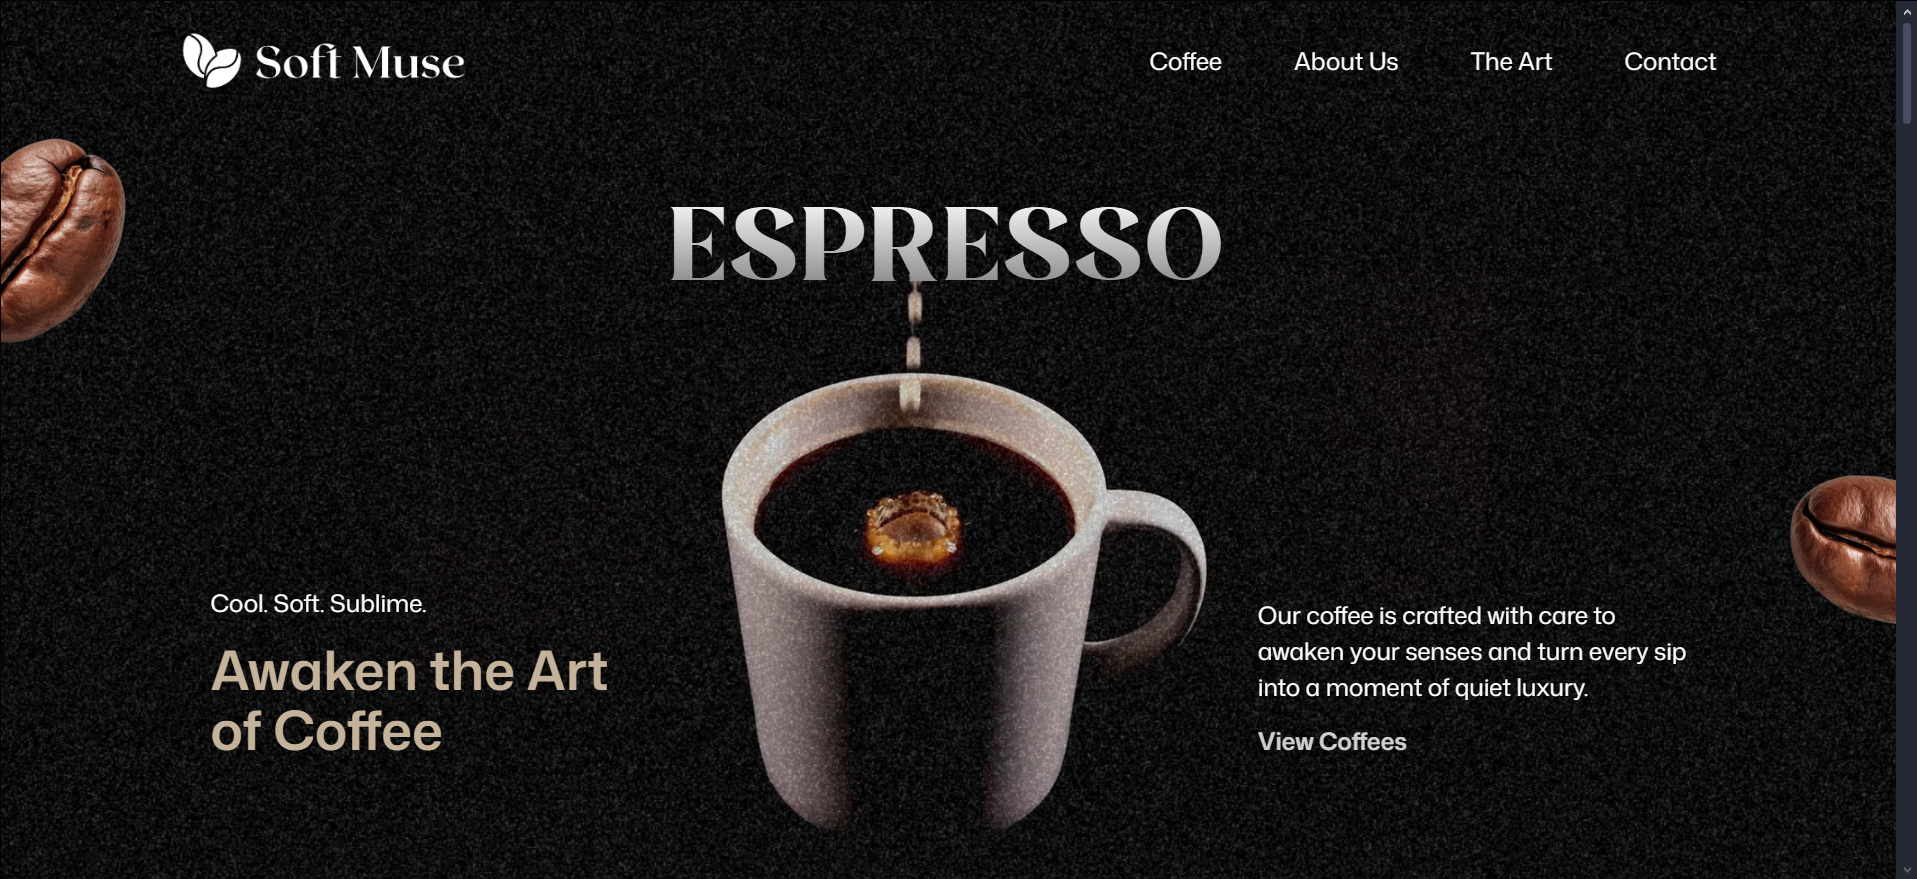 Soft Muse
Coffee
About Us
The Art
Contact
ESPRESSO
Cool. Soft. Sublime.
Awaken the Art
of Coffee
Our coffee is crafted with care to
awaken your senses and turn every sip
into a moment of quiet luxury.
View Coffees